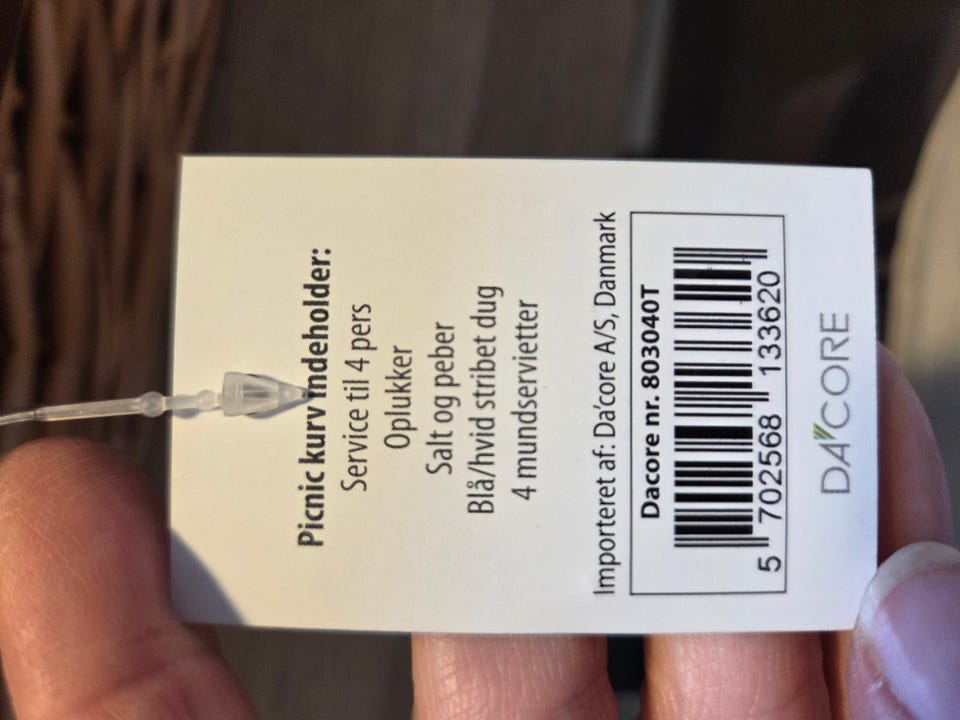 Picnic kurv indeholder:
Service til 4 pers
Oplukker
Salt og peber
Blå/hvid stribet dug
4 mundservietter
Importeret af: Da'core A/S, Danmark
Dacore nr. 803040T
5 702568 133620
DA'CORE